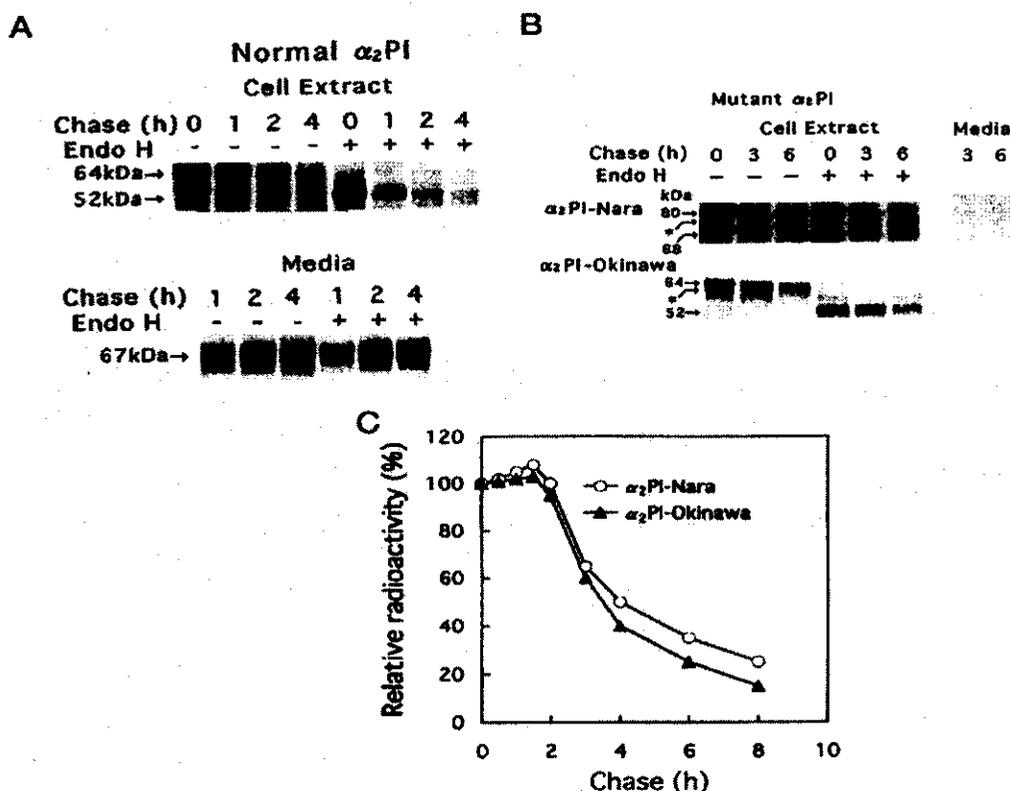 A
Normal α₂PI
Cell Extract
Chase (h) 0 1 2 4 0 1 2 4
Endo H - - - - + + + +
64kDa→
52kDa→
Media
Chase (h) 1 2 4 1 2 4
Endo H - - - + + +
67kDa→
B
Mutant α₂PI
Cell Extract Media
Chase (h) 0 3 6 0 3 6 3 6
Endo H - - - + + +
kDa
α₂PI-Nara 80→
*
68
α₂PI-Okinawa
64→
*
52→
C
Relative radioactivity (%)
120
100
80
60
40
20
0
α₂PI-Nara
α₂PI-Okinawa
0 2 4 6 8 10
Chase (h)